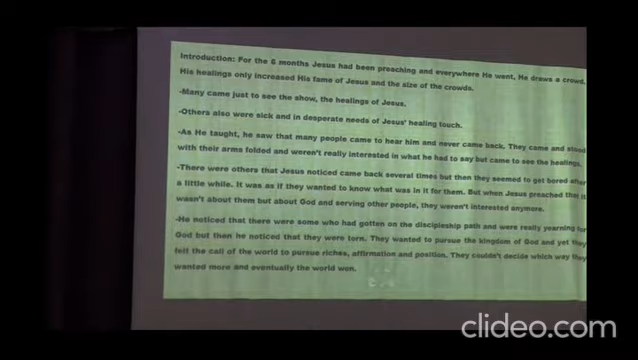 Introduction: For the 6 months Jesus had been preaching and everywhere He went, He draws a crowd.
His healings only increased His fame of Jesus and the size of the crowds.
-Many came just to see the show, the healings of Jesus.
-Others also were sick and in desperate needs of Jesus' healing touch.
-As He taught, he saw that many people came to hear him and never came back. They came and stood
with their arms folded and weren't really interested in what he had to say but came to see the healings.
-There were others that Jesus noticed came back several times but then they seemed to get bored after
a little while. It was as if they wanted to know what was in it for them. But when Jesus preached that it
wasn't about them but about God and serving other people, they weren't interested anymore.
-He noticed that there were some who had gotten on the discipleship path and were really yearning for
God but then he noticed that they were torn. They wanted to pursue the kingdom of God and yet they
felt the call of the world to pursue riches, affirmation and position. They couldn't decide which way they
wanted more and eventually the world won.
clideo.com